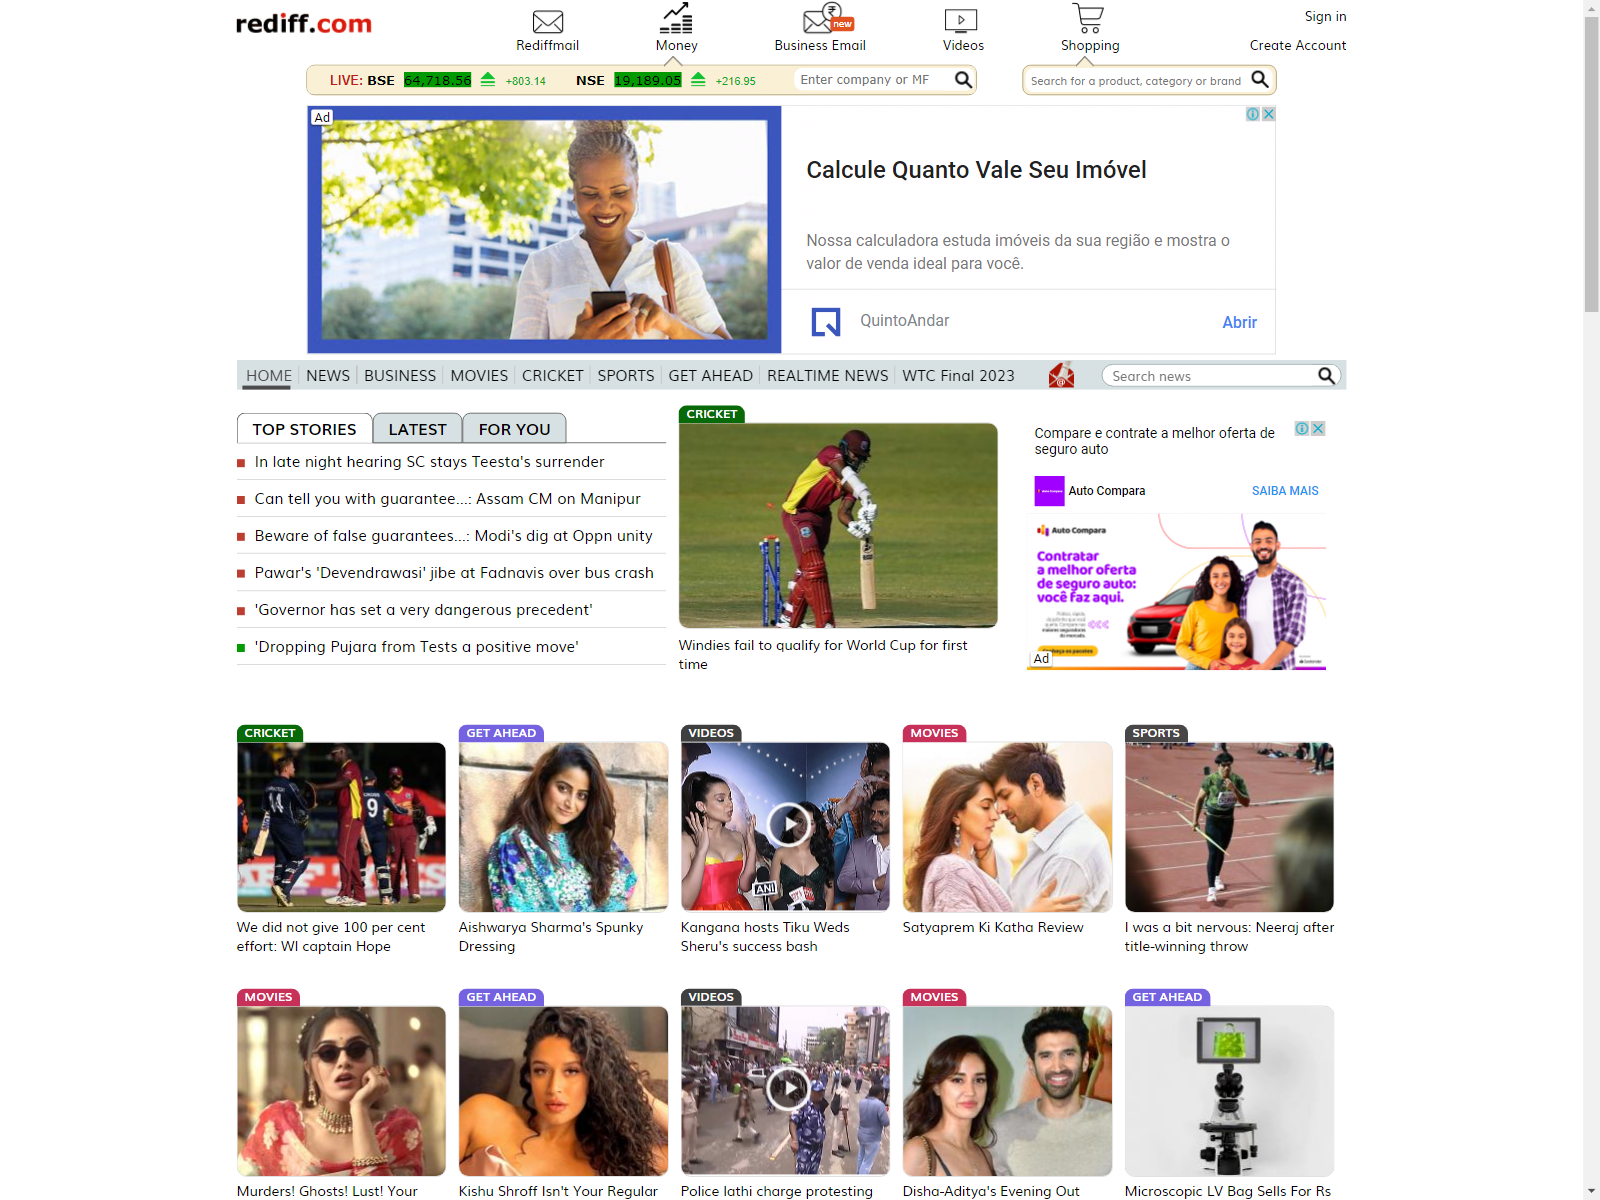 rediff.com
Rediffmail
Money
new
Business Email
Videos
Shopping
Sign in
Create Account
LIVE: BSE 64,718.56 +803.14 NSE 19,189.05 +216.95
Enter company or MF
Search for a product, category or brand
Ad
Calcule Quanto Vale Seu Imóvel
Nossa calculadora estuda imóveis da sua região e mostra o
valor de venda ideal para você.
QuintoAndar
Abrir
HOME NEWS BUSINESS MOVIES CRICKET SPORTS GET AHEAD REALTIME NEWS WTC Final 2023
Search news
TOP STORIES LATEST FOR YOU
In late night hearing SC stays Teesta's surrender
Can tell you with guarantee...: Assam CM on Manipur
Beware of false guarantees...: Modi's dig at Oppn unity
Pawar's 'Devendrawasi' jibe at Fadnavis over bus crash
'Governor has set a very dangerous precedent'
'Dropping Pujara from Tests a positive move'
CRICKET
Windies fail to qualify for World Cup for first
time
Compare e contrate a melhor oferta de
seguro auto
Auto Compara
SAIBA MAIS
Auto Compara
Contratar
a melhor oferta
de seguro auto:
você faz aqui.
Ad
CRICKET
14
9
We did not give 100 per cent
effort: WI captain Hope
GET AHEAD
Aishwarya Sharma's Spunky
Dressing
VIDEOS
ANI
Kangana hosts Tiku Weds
Sheru's success bash
MOVIES
Satyaprem Ki Katha Review
SPORTS
I was a bit nervous: Neeraj after
title-winning throw
MOVIES
Murders! Ghosts! Lust! Your
GET AHEAD
Kishu Shroff Isn't Your Regular
VIDEOS
Police lathi charge protesting
MOVIES
Disha-Aditya's Evening Out
GET AHEAD
Microscopic LV Bag Sells For Rs